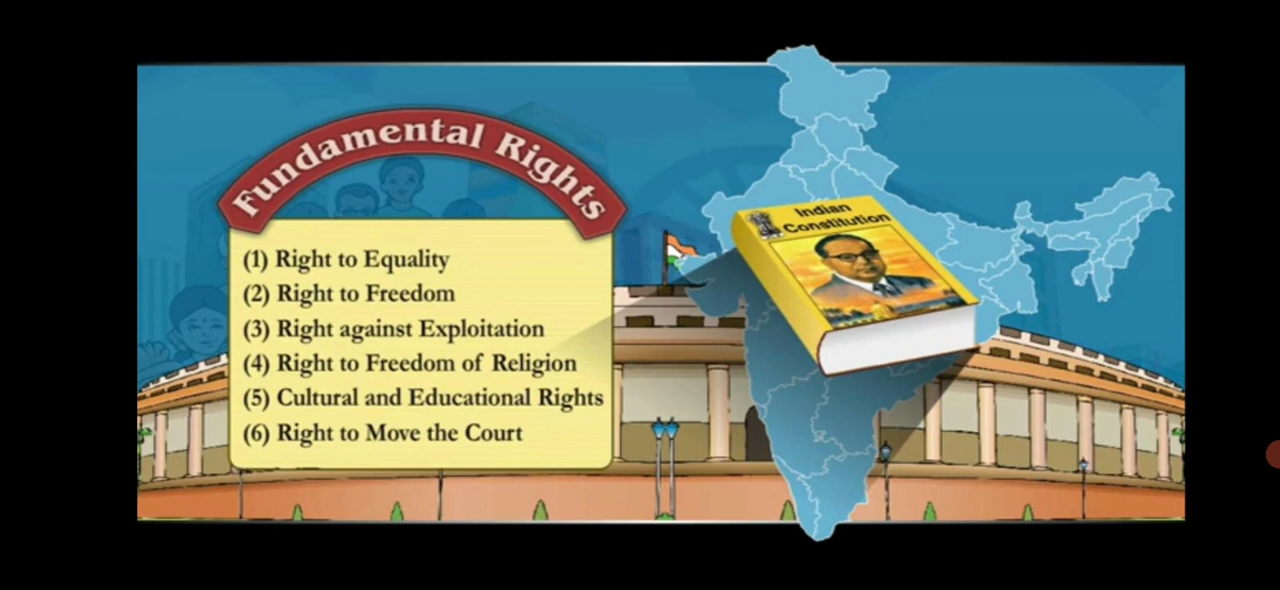 Fundamental Rights
(1) Right to Equality
(2) Right to Freedom
(3) Right against Exploitation
(4) Right to Freedom of Religion
(5) Cultural and Educational Rights
(6) Right to Move the Court
Indian
Constitution